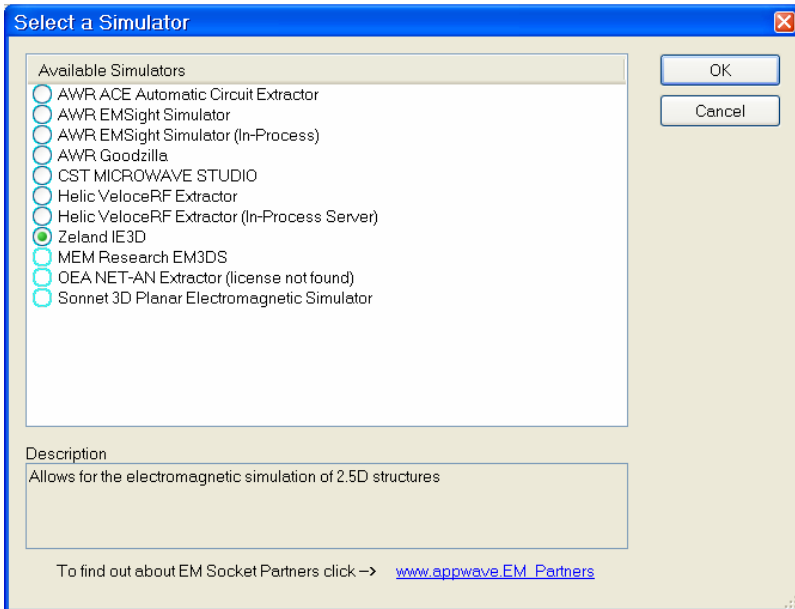 Select a Simulator
Available Simulators
AWR ACE Automatic Circuit Extractor
AWR EMSight Simulator
AWR EMSight Simulator (In-Process)
AWR Goodzilla
CST MICROWAVE STUDIO
Helic VeloceRF Extractor
Helic VeloceRF Extractor (In-Process Server)
Zeland IE3D
MEM Research EM3DS
OEA NET-AN Extractor (license not found)
Sonnet 3D Planar Electromagnetic Simulator
OK
Cancel
Description
Allows for the electromagnetic simulation of 2.5D structures
To find out about EM Socket Partners click --> www.appwave.EM_Partners